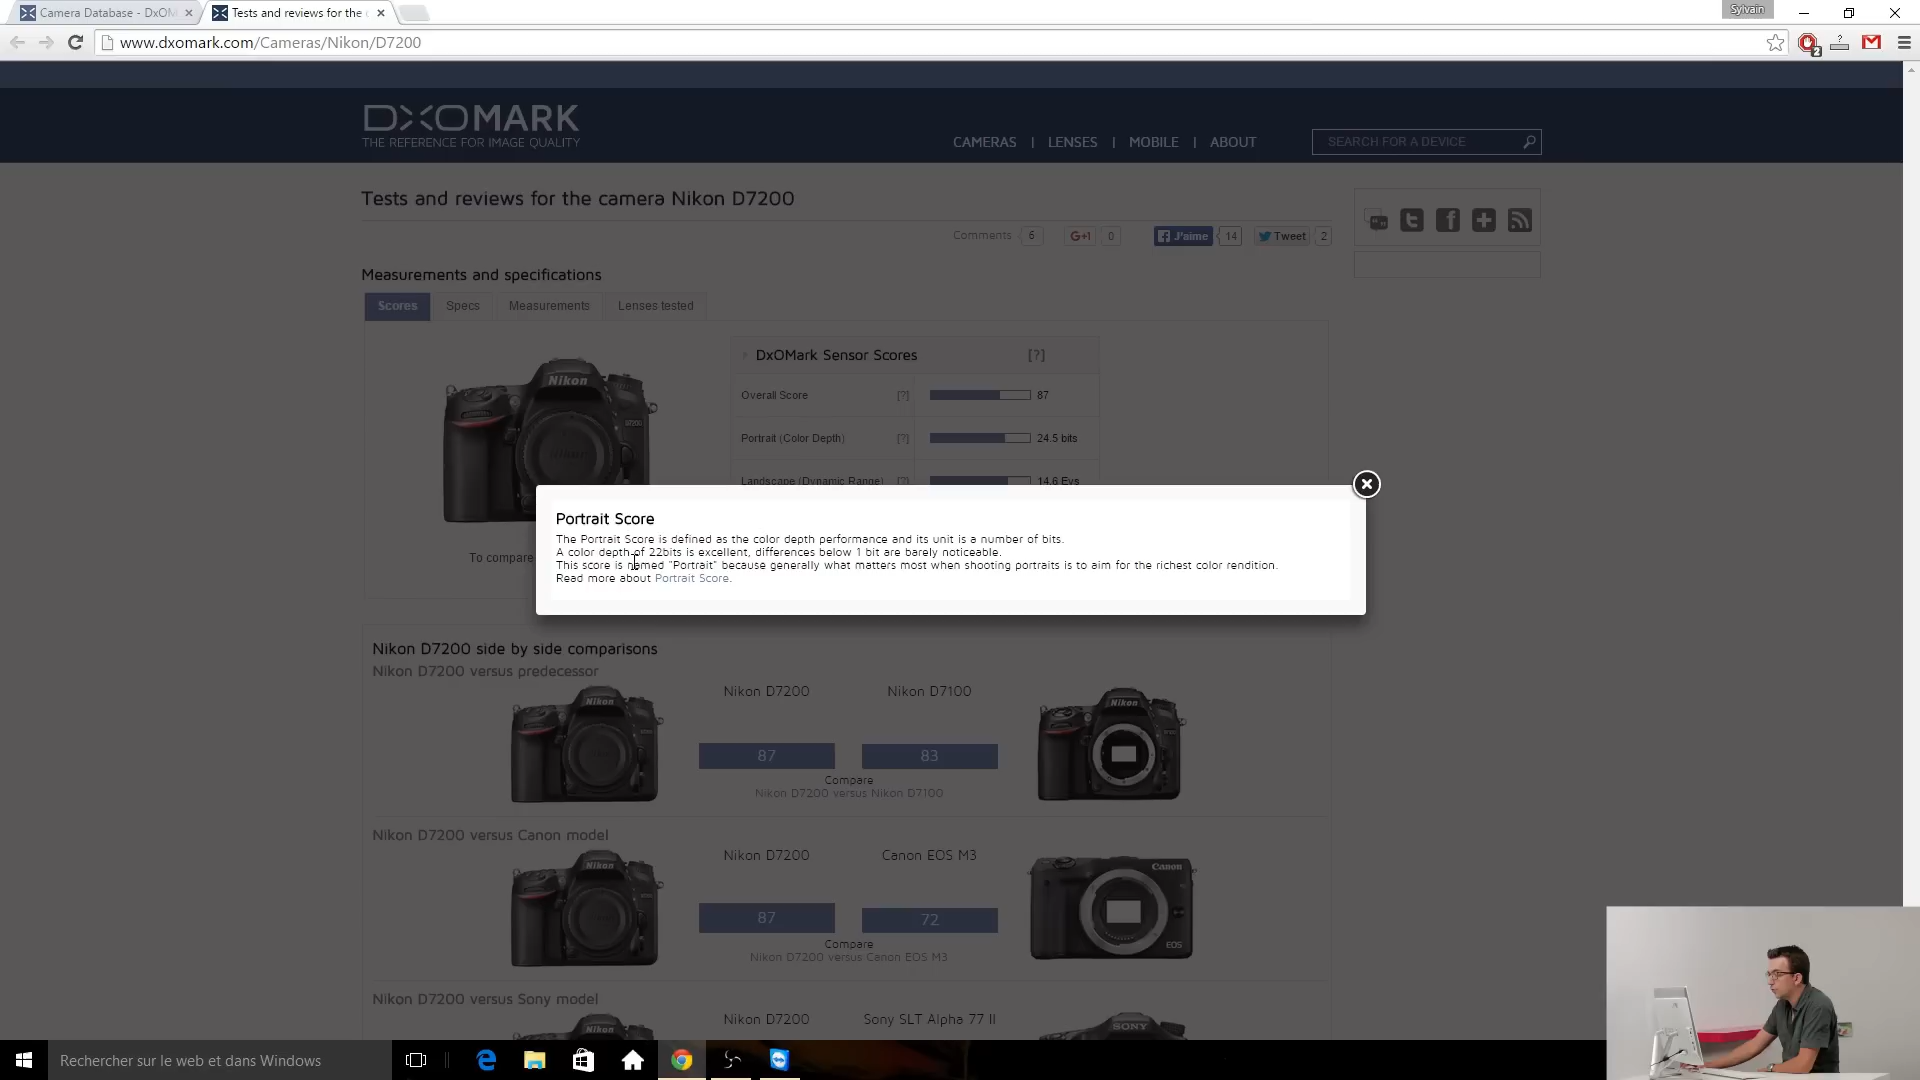 Camera Database - DxOM
Tests and reviews for the c
Sylvain
www.dxomark.com/Cameras/Nikon/D7200
2
DXOMARK
THE REFERENCE FOR IMAGE QUALITY
CAMERAS | LENSES | MOBILE | ABOUT
SEARCH FOR A DEVICE
Tests and reviews for the camera Nikon D7200
Comments 6 G+1 0 J'aime 14 Tweet 2
Measurements and specifications
Scores Specs Measurements Lenses tested
Nikon
D7200
DxOMark Sensor Scores [?]
Overall Score [?] 87
Portrait (Color Depth) [?] 24.5 bits
Landscape (Dynamic Range) [?] 14.6 Evs
To compare
Portrait Score
The Portrait Score is defined as the color depth performance and its unit is a number of bits.
A color depth of 22bits is excellent, differences below 1 bit are barely noticeable.
This score is named "Portrait" because generally what matters most when shooting portraits is to aim for the richest color rendition.
Read more about Portrait Score.
Nikon D7200 side by side comparisons
Nikon D7200 versus predecessor
Nikon D7200 Nikon D7100
Nikon
Nikon
87 83
Compare
Nikon D7200 versus Nikon D7100
Nikon D7200 versus Canon model
Nikon D7200 Canon EOS M3
Nikon
Canon
87 72
EOS
Compare
Nikon D7200 versus Canon EOS M3
Nikon D7200 versus Sony model
Nikon D7200 Sony SLT Alpha 77 II
Nikon
SONY
Rechercher sur le web et dans Windows